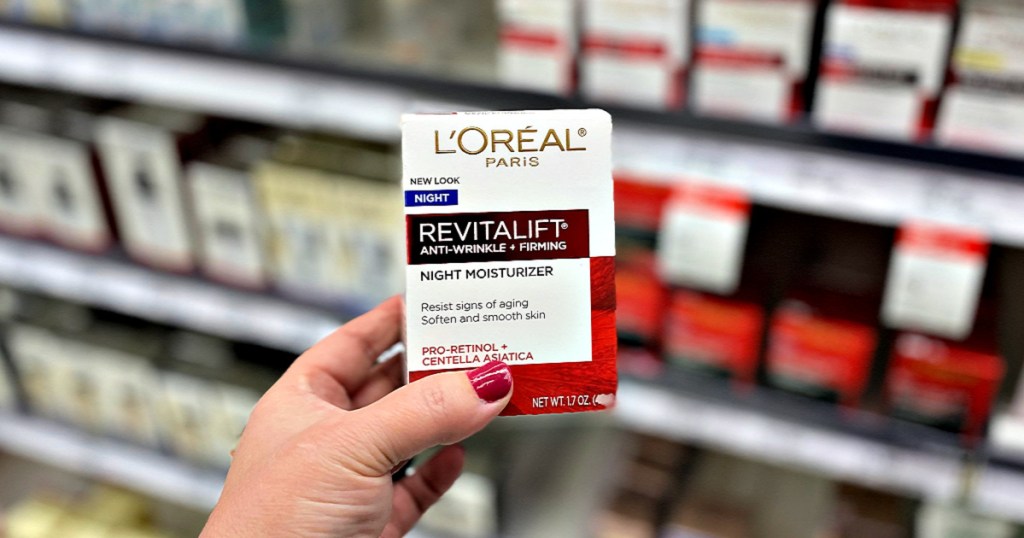 L'ORÉAL®
PARIS
NEW LOOK
NIGHT
REVITALIFT®
ANTI-WRINKLE + FIRMING
NIGHT MOISTURIZER
Resist signs of aging
Soften and smooth skin
PRO-RETINOL +
CENTELLA ASIATICA
NET WT. 1.7 OZ.